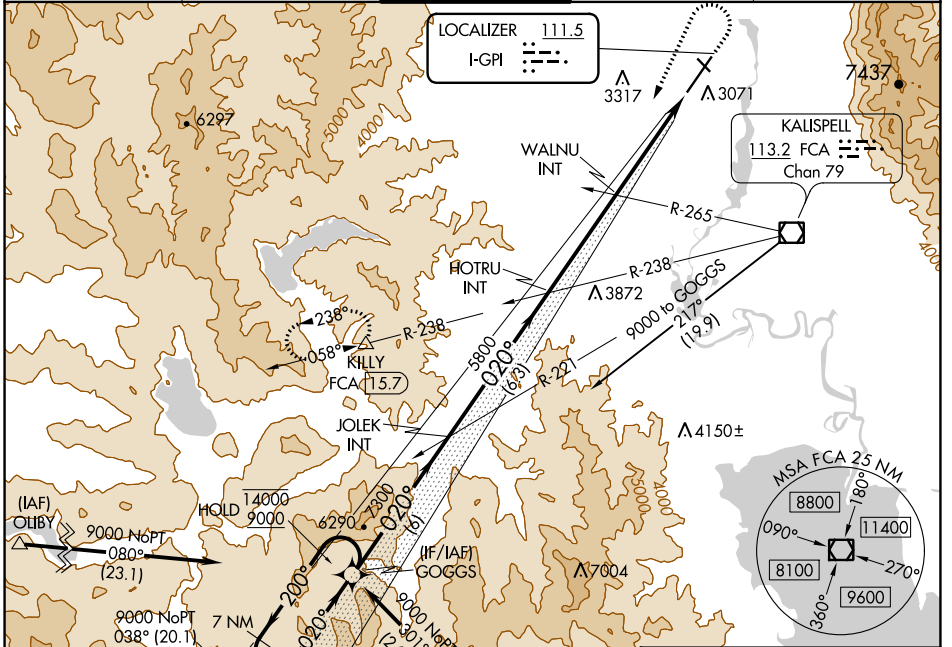 LOCALIZER 111.5
I-GPI
3317
3071
7437
6297
5000
4000
KALISPELL
113.2 FCA
Chan 79
WALNU
INT
R-265
HOTRU
INT
R-238
3872
9000 to GOGGS
217°
(19.9)
238°
R-238
058°
KILLY
FCA 15.7
5800
020°
(6.3)
R-221
4000
JOLEK
INT
4150±
5000
4000
MSA FCA 25 NM
8800
180°
11400
090°
8100
270°
9600
360°
(IAF)
OLIBY
9000 NoPT
080°
(23.1)
HOLD 14000
9000
6290
7300
020°
(6)
(IF/IAF)
GOGGS
7004
200°
020°
9000 NoPT
301°
9000 NoPT
038° (20.1)
7 NM